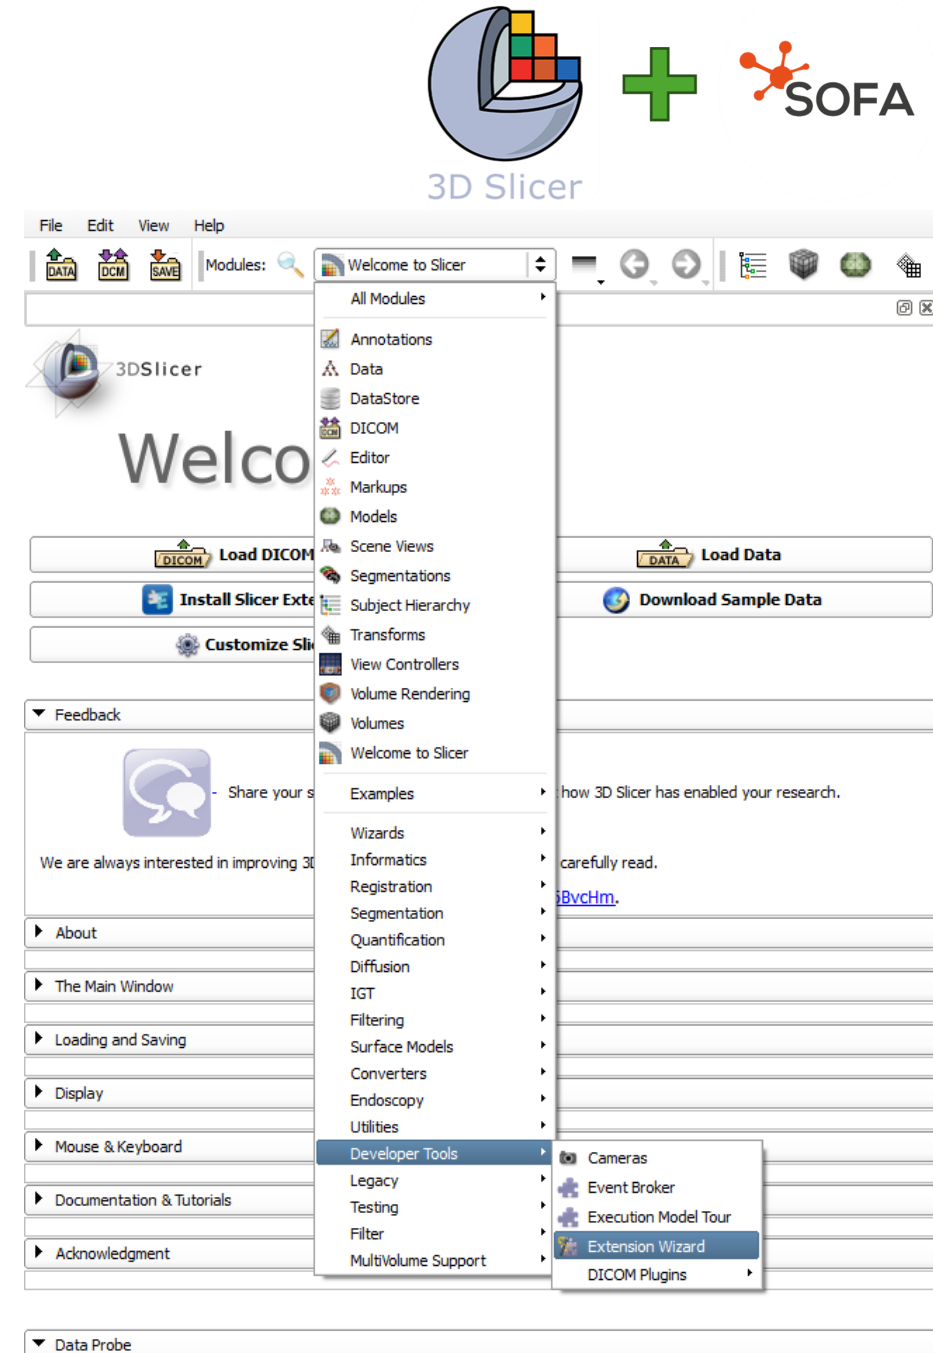 SOFA
3D Slicer
File Edit View Help
DATA DCM SAVE Modules: Welcome to Slicer
All Modules
3DSlicer
Annotations
Data
DataStore
DCM DICOM
Editor
Welco
Markups
Models
Scene Views
DICOM Load DICOM DATA Load Data
Segmentations
Install Slicer Exte Download Sample Data
Subject Hierarchy
Transforms
Customize Sli
View Controllers
Volume Rendering
Feedback
Volumes
Welcome to Slicer
Share your s how 3D Slicer has enabled your research.
Examples
Wizards
We are always interested in improving 3D carefully read.
Informatics
Registration
BvcHm.
Segmentation
About
Quantification
Diffusion
The Main Window
IGT
Filtering
Loading and Saving
Surface Models
Converters
Display
Endoscopy
Utilities
Mouse & Keyboard
Developer Tools
Cameras
Legacy
Event Broker
Documentation & Tutorials
Testing
Execution Model Tour
Filter
Extension Wizard
Acknowledgment
MultiVolume Support
DICOM Plugins
Data Probe